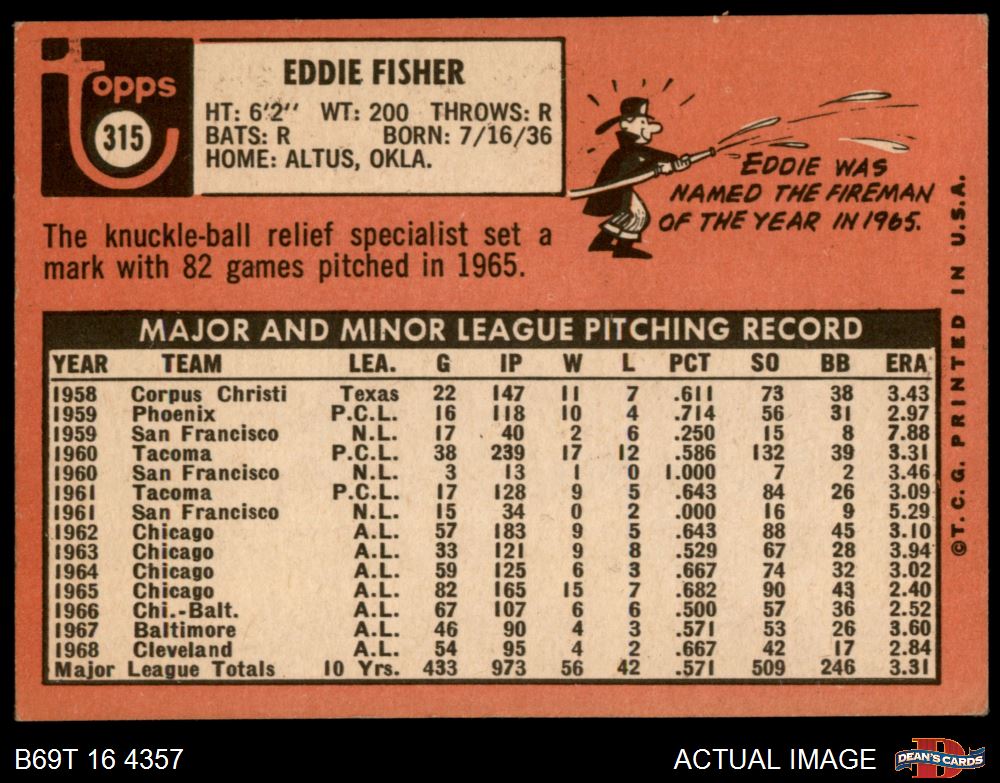 Topps
315
EDDIE FISHER
HT: 6'2" WT: 200 THROWS: R
BATS: R BORN: 7/16/36
HOME: ALTUS, OKLA.
EDDIE WAS
NAMED THE FIREMAN
OF THE YEAR IN 1965.
The knuckle-ball relief specialist set a
mark with 82 games pitched in 1965.
MAJOR AND MINOR LEAGUE PITCHING RECORD
YEAR TEAM LEA. G IP W L PCT SO BB ERA
1958 Corpus Christi Texas 22 147 11 7 .611 73 38 3.43
1959 Phoenix P.C.L. 16 118 10 4 .714 56 31 2.97
1959 San Francisco N.L. 17 40 2 6 .250 15 8 7.88
1960 Tacoma P.C.L. 38 239 17 12 .586 132 39 3.31
1960 San Francisco N.L. 3 13 1 0 1.000 7 2 3.46
1961 Tacoma P.C.L. 17 128 9 5 .643 84 26 3.09
1961 San Francisco N.L. 15 34 0 2 .000 16 9 5.29
1962 Chicago A.L. 57 183 9 5 .643 88 45 3.10
1963 Chicago A.L. 33 121 9 8 .529 67 28 3.94
1964 Chicago A.L. 59 125 6 3 .667 74 32 3.02
1965 Chicago A.L. 82 165 15 7 .682 90 43 2.40
1966 Chi.-Balt. A.L. 67 107 6 6 .500 57 36 2.52
1967 Baltimore A.L. 46 90 4 3 .571 53 26 3.60
1968 Cleveland A.L. 54 95 4 2 .667 42 17 2.84
Major League Totals 10 Yrs. 433 973 56 42 .571 509 246 3.31
©T.C.G. PRINTED IN U.S.A.
B69T 16 4357
ACTUAL IMAGE
D
DEAN'S CARDS